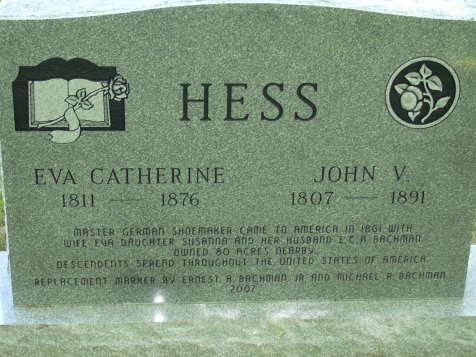 HESS
EVA CATHERINE
1811 — 1876
JOHN V.
1807 — 1891
MASTER GERMAN SHOEMAKER CAME TO AMERICA IN 1861 WITH
WIFE EVA, DAUGHTER SUSANNA AND HER HUSBAND E.C.A. BACHMAN.
OWNED 80 ACRES NEARBY.
DESCENDENTS SPREAD THROUGHOUT THE UNITED STATES OF AMERICA.
REPLACEMENT MARKER BY ERNEST A. BACHMAN, JR. AND MICHAEL R. BACHMAN
2007